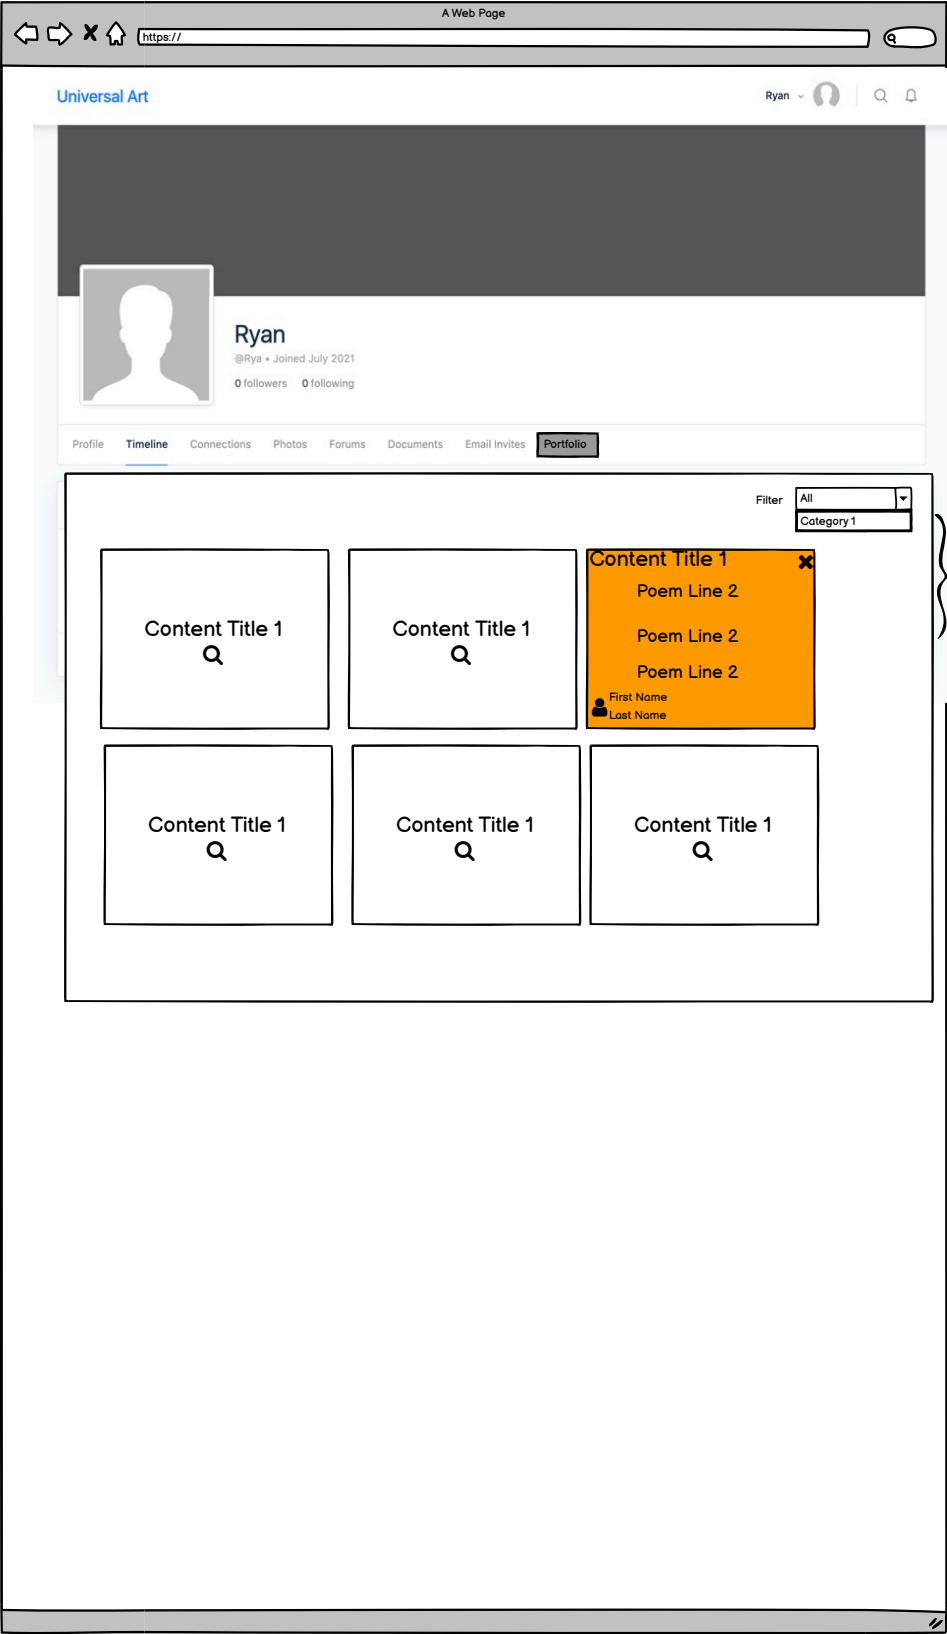 A Web Page
https://
Universal Art
Ryan
Ryan
@Rya • Joined July 2021
0 followers 0 following
Profile Timeline Connections Photos Forums Documents Email Invites Portfolio
Filter All
Category 1
Content Title 1
Content Title 1
Content Title 1
Poem Line 2
Poem Line 2
Poem Line 2
First Name
Last Name
Content Title 1
Content Title 1
Content Title 1